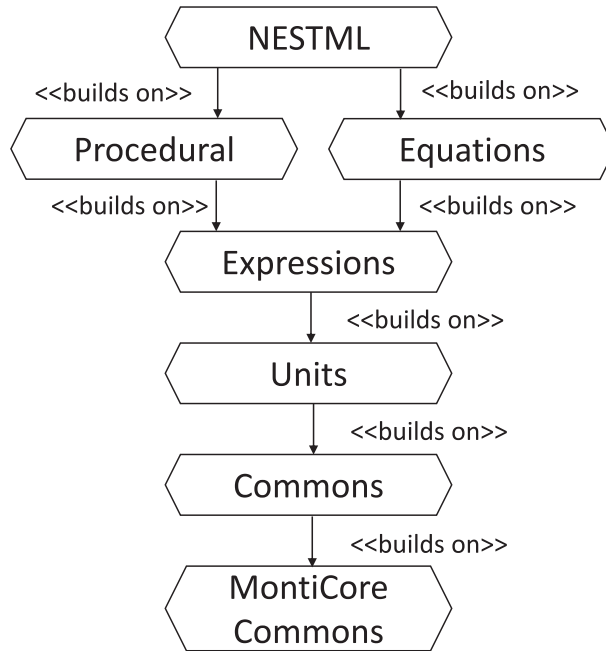 NESTML
<<builds on>>
<<builds on>>
Procedural
Equations
<<builds on>>
<<builds on>>
Expressions
<<builds on>>
Units
<<builds on>>
Commons
<<builds on>>
MontiCore
Commons